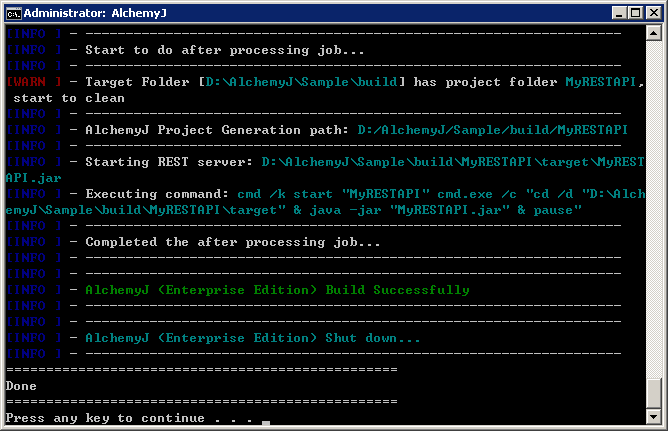 Administrator: AlchemyJ
[INFO ] - -------------------------------------------------------------------
[INFO ] - Start to do after processing job...
[INFO ] - -------------------------------------------------------------------
[WARN ] - Target Folder [D:\AlchemyJ\Sample\build] has project folder MyRESTAPI,
 start to clean
[INFO ] - -------------------------------------------------------------------
[INFO ] - AlchemyJ Project Generation path: D:/AlchemyJ/Sample/build/MyRESTAPI
[INFO ] - -------------------------------------------------------------------
[INFO ] - Starting REST server: D:\AlchemyJ\Sample\build\MyRESTAPI\target\MyREST
API.jar
[INFO ] - Executing command: cmd /k start "MyRESTAPI" cmd.exe /c "cd /d "D:\Alch
emyJ\Sample\build\MyRESTAPI\target" & java -jar "MyRESTAPI.jar" & pause"
[INFO ] - -------------------------------------------------------------------
[INFO ] - Completed the after processing job...
[INFO ] - -------------------------------------------------------------------
[INFO ] - -------------------------------------------------------------------
[INFO ] - AlchemyJ (Enterprise Edition) Build Successfully
[INFO ] - -------------------------------------------------------------------
[INFO ] - -------------------------------------------------------------------
[INFO ] - AlchemyJ (Enterprise Edition) Shut down...
[INFO ] - -------------------------------------------------------------------
=================================================
Done
=================================================
Press any key to continue . . .